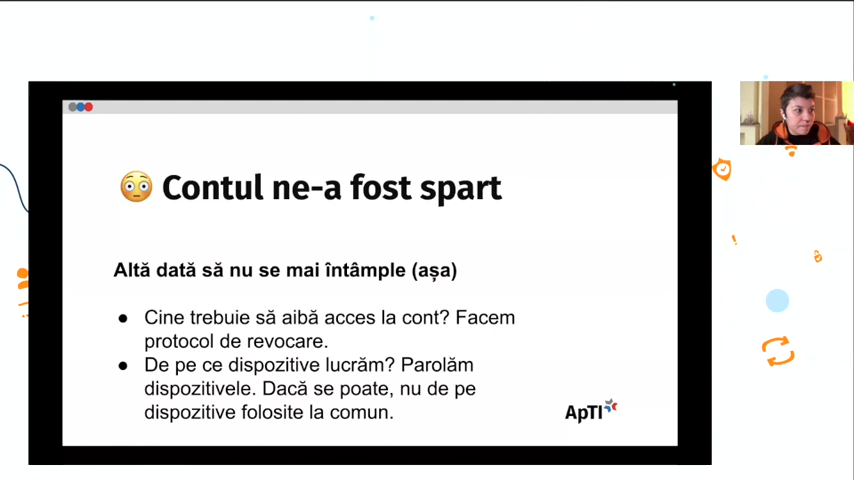 😳 Contul ne-a fost spart
Altă dată să nu se mai întâmple (așa)
● Cine trebuie să aibă acces la cont? Facem
protocol de revocare.
● De pe ce dispozitive lucrăm? Parolăm
dispozitivele. Dacă se poate, nu de pe
dispozitive folosite la comun.
ApTI